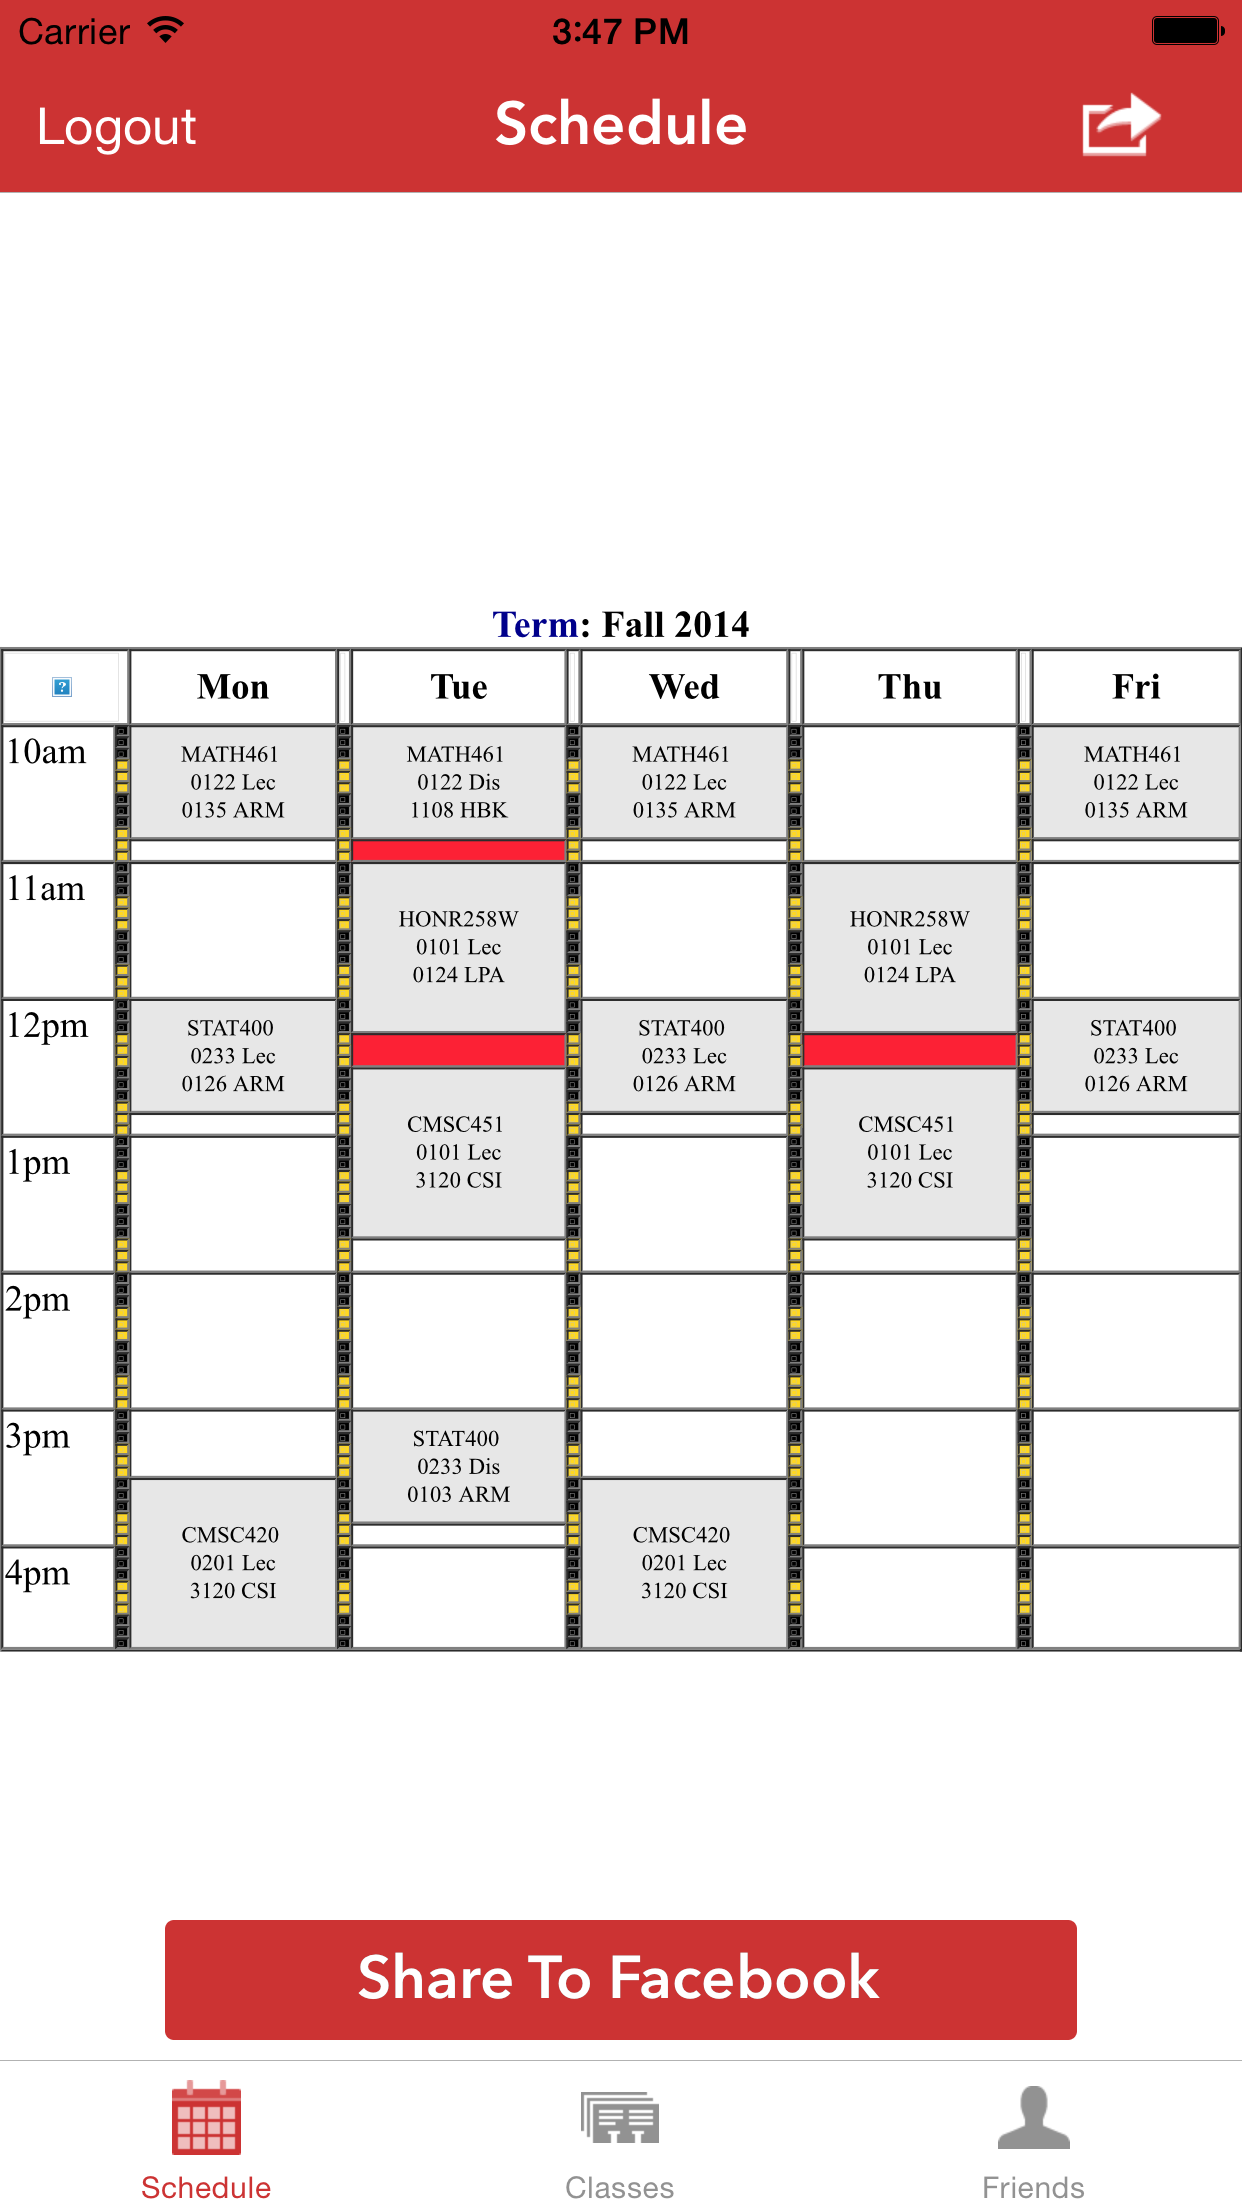 Carrier 3:47 PM
Logout Schedule
Term: Fall 2014
Mon Tue Wed Thu Fri
10am
MATH461
0122 Lec
0135 ARM
MATH461
0122 Dis
1108 HBK
MATH461
0122 Lec
0135 ARM
MATH461
0122 Lec
0135 ARM
11am
HONR258W
0101 Lec
0124 LPA
HONR258W
0101 Lec
0124 LPA
12pm
STAT400
0233 Lec
0126 ARM
STAT400
0233 Lec
0126 ARM
STAT400
0233 Lec
0126 ARM
CMSC451
0101 Lec
3120 CSI
CMSC451
0101 Lec
3120 CSI
1pm
2pm
3pm
STAT400
0233 Dis
0103 ARM
CMSC420
0201 Lec
3120 CSI
CMSC420
0201 Lec
3120 CSI
4pm
Share To Facebook
Schedule Classes Friends